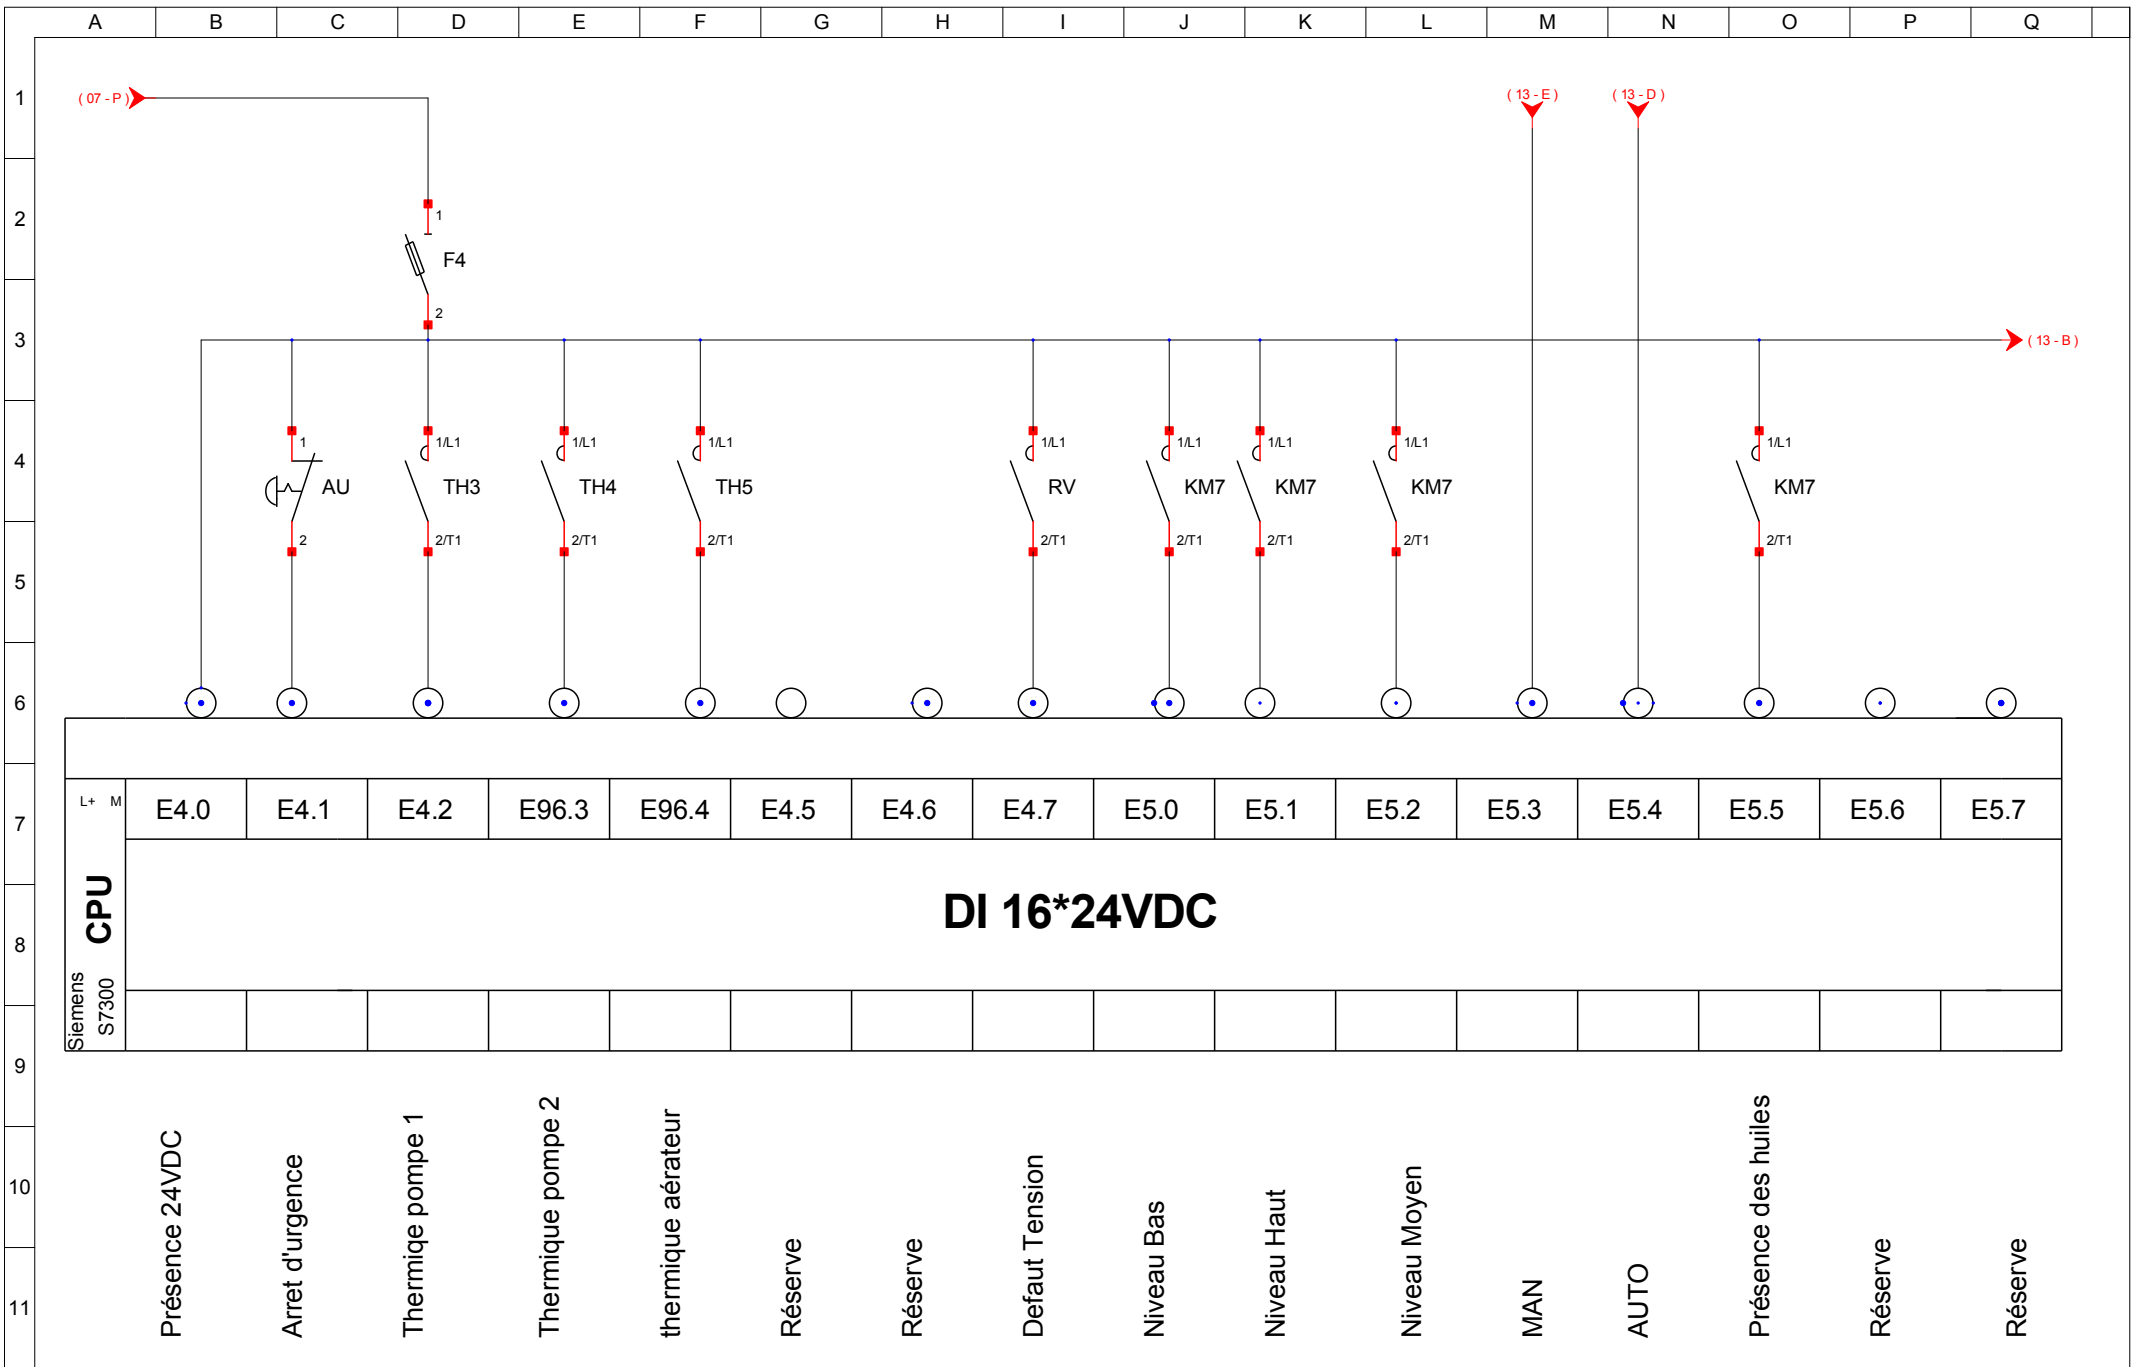 A B C D E F G H I J K L M N O P Q
1
( 07 - P )
( 13 - E )
( 13 - D )
2
1
F4
2
3
( 13 - B )
4
1
1/L1
1/L1
1/L1
1/L1
1/L1
1/L1
1/L1
1/L1
AU
TH3
TH4
TH5
RV
KM7
KM7
KM7
KM7
2
2/T1
2/T1
2/T1
2/T1
2/T1
2/T1
2/T1
2/T1
5
6
7
L+ M
E4.0 E4.1 E4.2 E96.3 E96.4 E4.5 E4.6 E4.7 E5.0 E5.1 E5.2 E5.3 E5.4 E5.5 E5.6 E5.7
8
CPU
DI 16*24VDC
Siemens
S7300
9
10
11
Présence 24VDC
Arret d'urgence
Thermiqe pompe 1
Thermique pompe 2
thermique aérateur
Réserve
Réserve
Defaut Tension
Niveau Bas
Niveau Haut
Niveau Moyen
MAN
AUTO
Présence des huiles
Réserve
Réserve